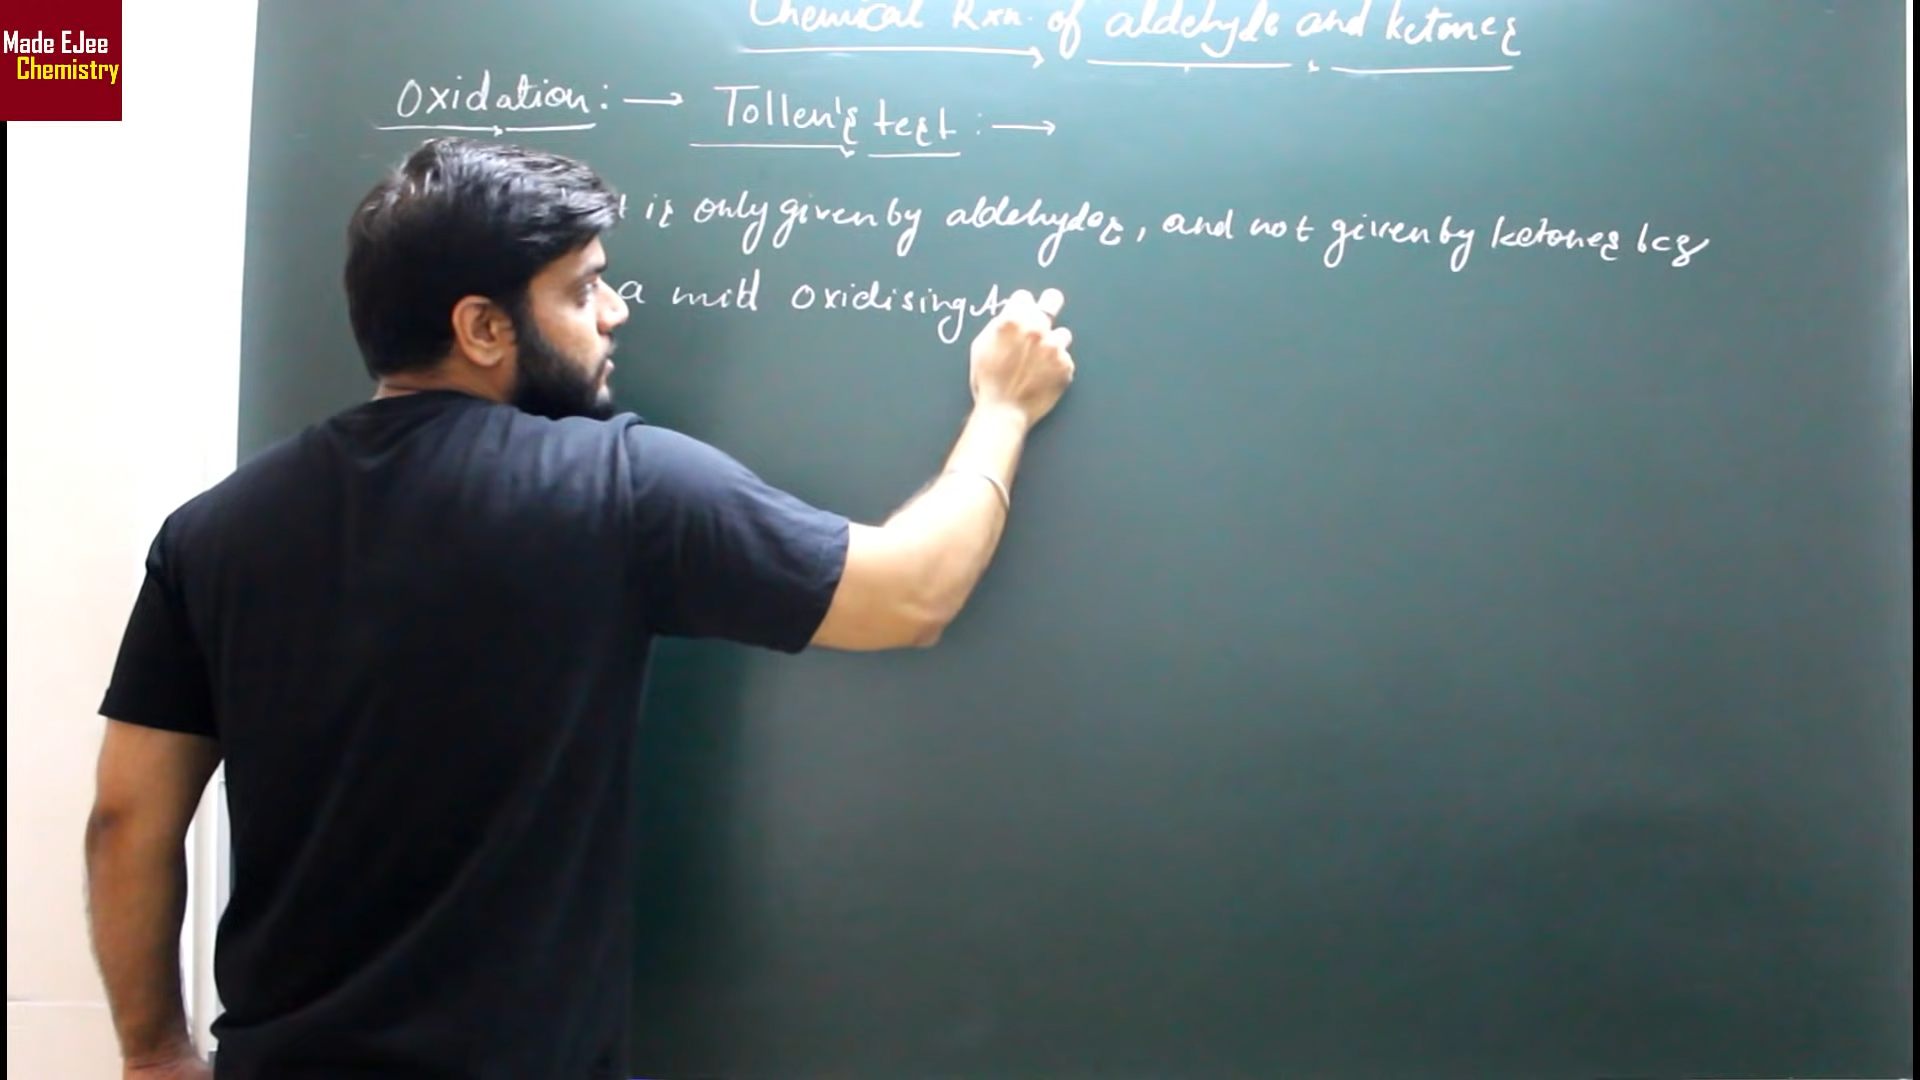 Made EJee
Chemistry
Chemical Rxn. of aldehyde and ketones
Oxidation: → Tollen's test: →
is only given by aldehydes, and not given by ketones bcz
a mild oxidising